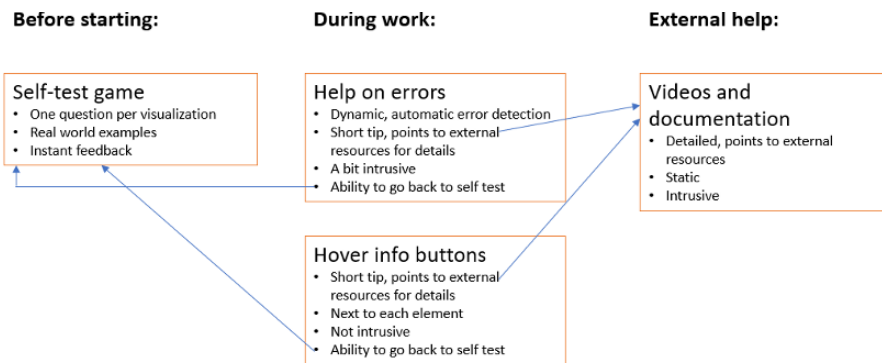 Before starting:
During work:
External help:
Self-test game
• One question per visualization
• Real world examples
• Instant feedback
Help on errors
• Dynamic, automatic error detection
• Short tip, points to external
resources for details
• A bit intrusive
• Ability to go back to self test
Hover info buttons
• Short tip, points to external
resources for details
• Next to each element
• Not intrusive
• Ability to go back to self test
Videos and
documentation
• Detailed, points to external
resources
• Static
• Intrusive